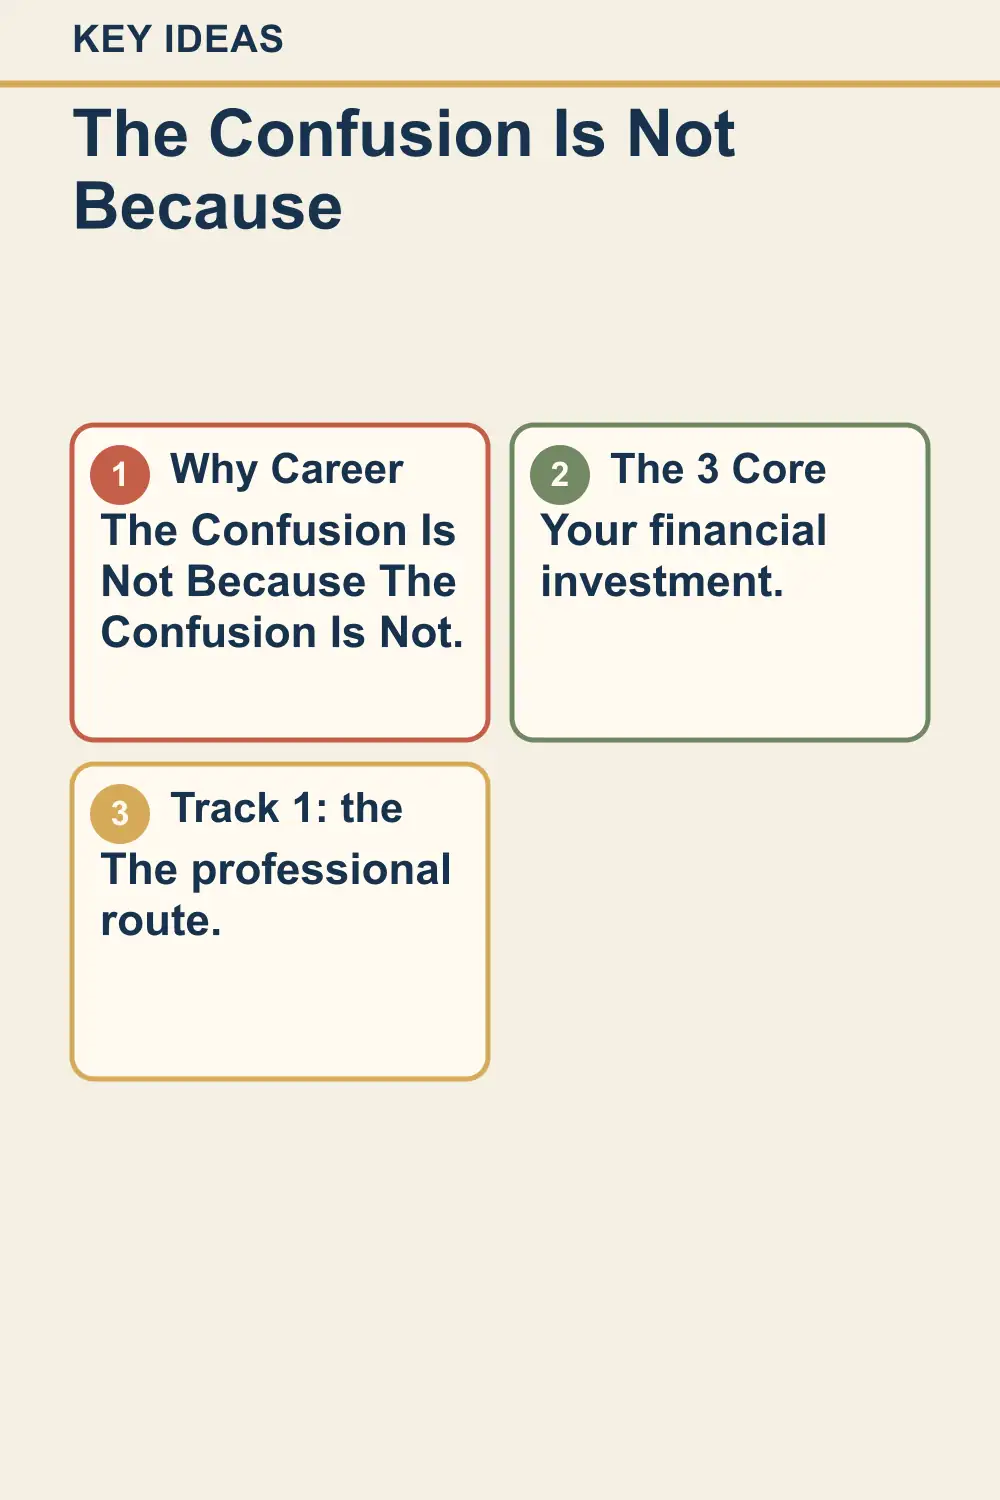 KEY IDEAS
The Confusion Is Not
Because
1
Why Career
The Confusion Is
Not Because The
Confusion Is Not.
2
The 3 Core
Your financial
investment.
3
Track 1: the
The professional
route.